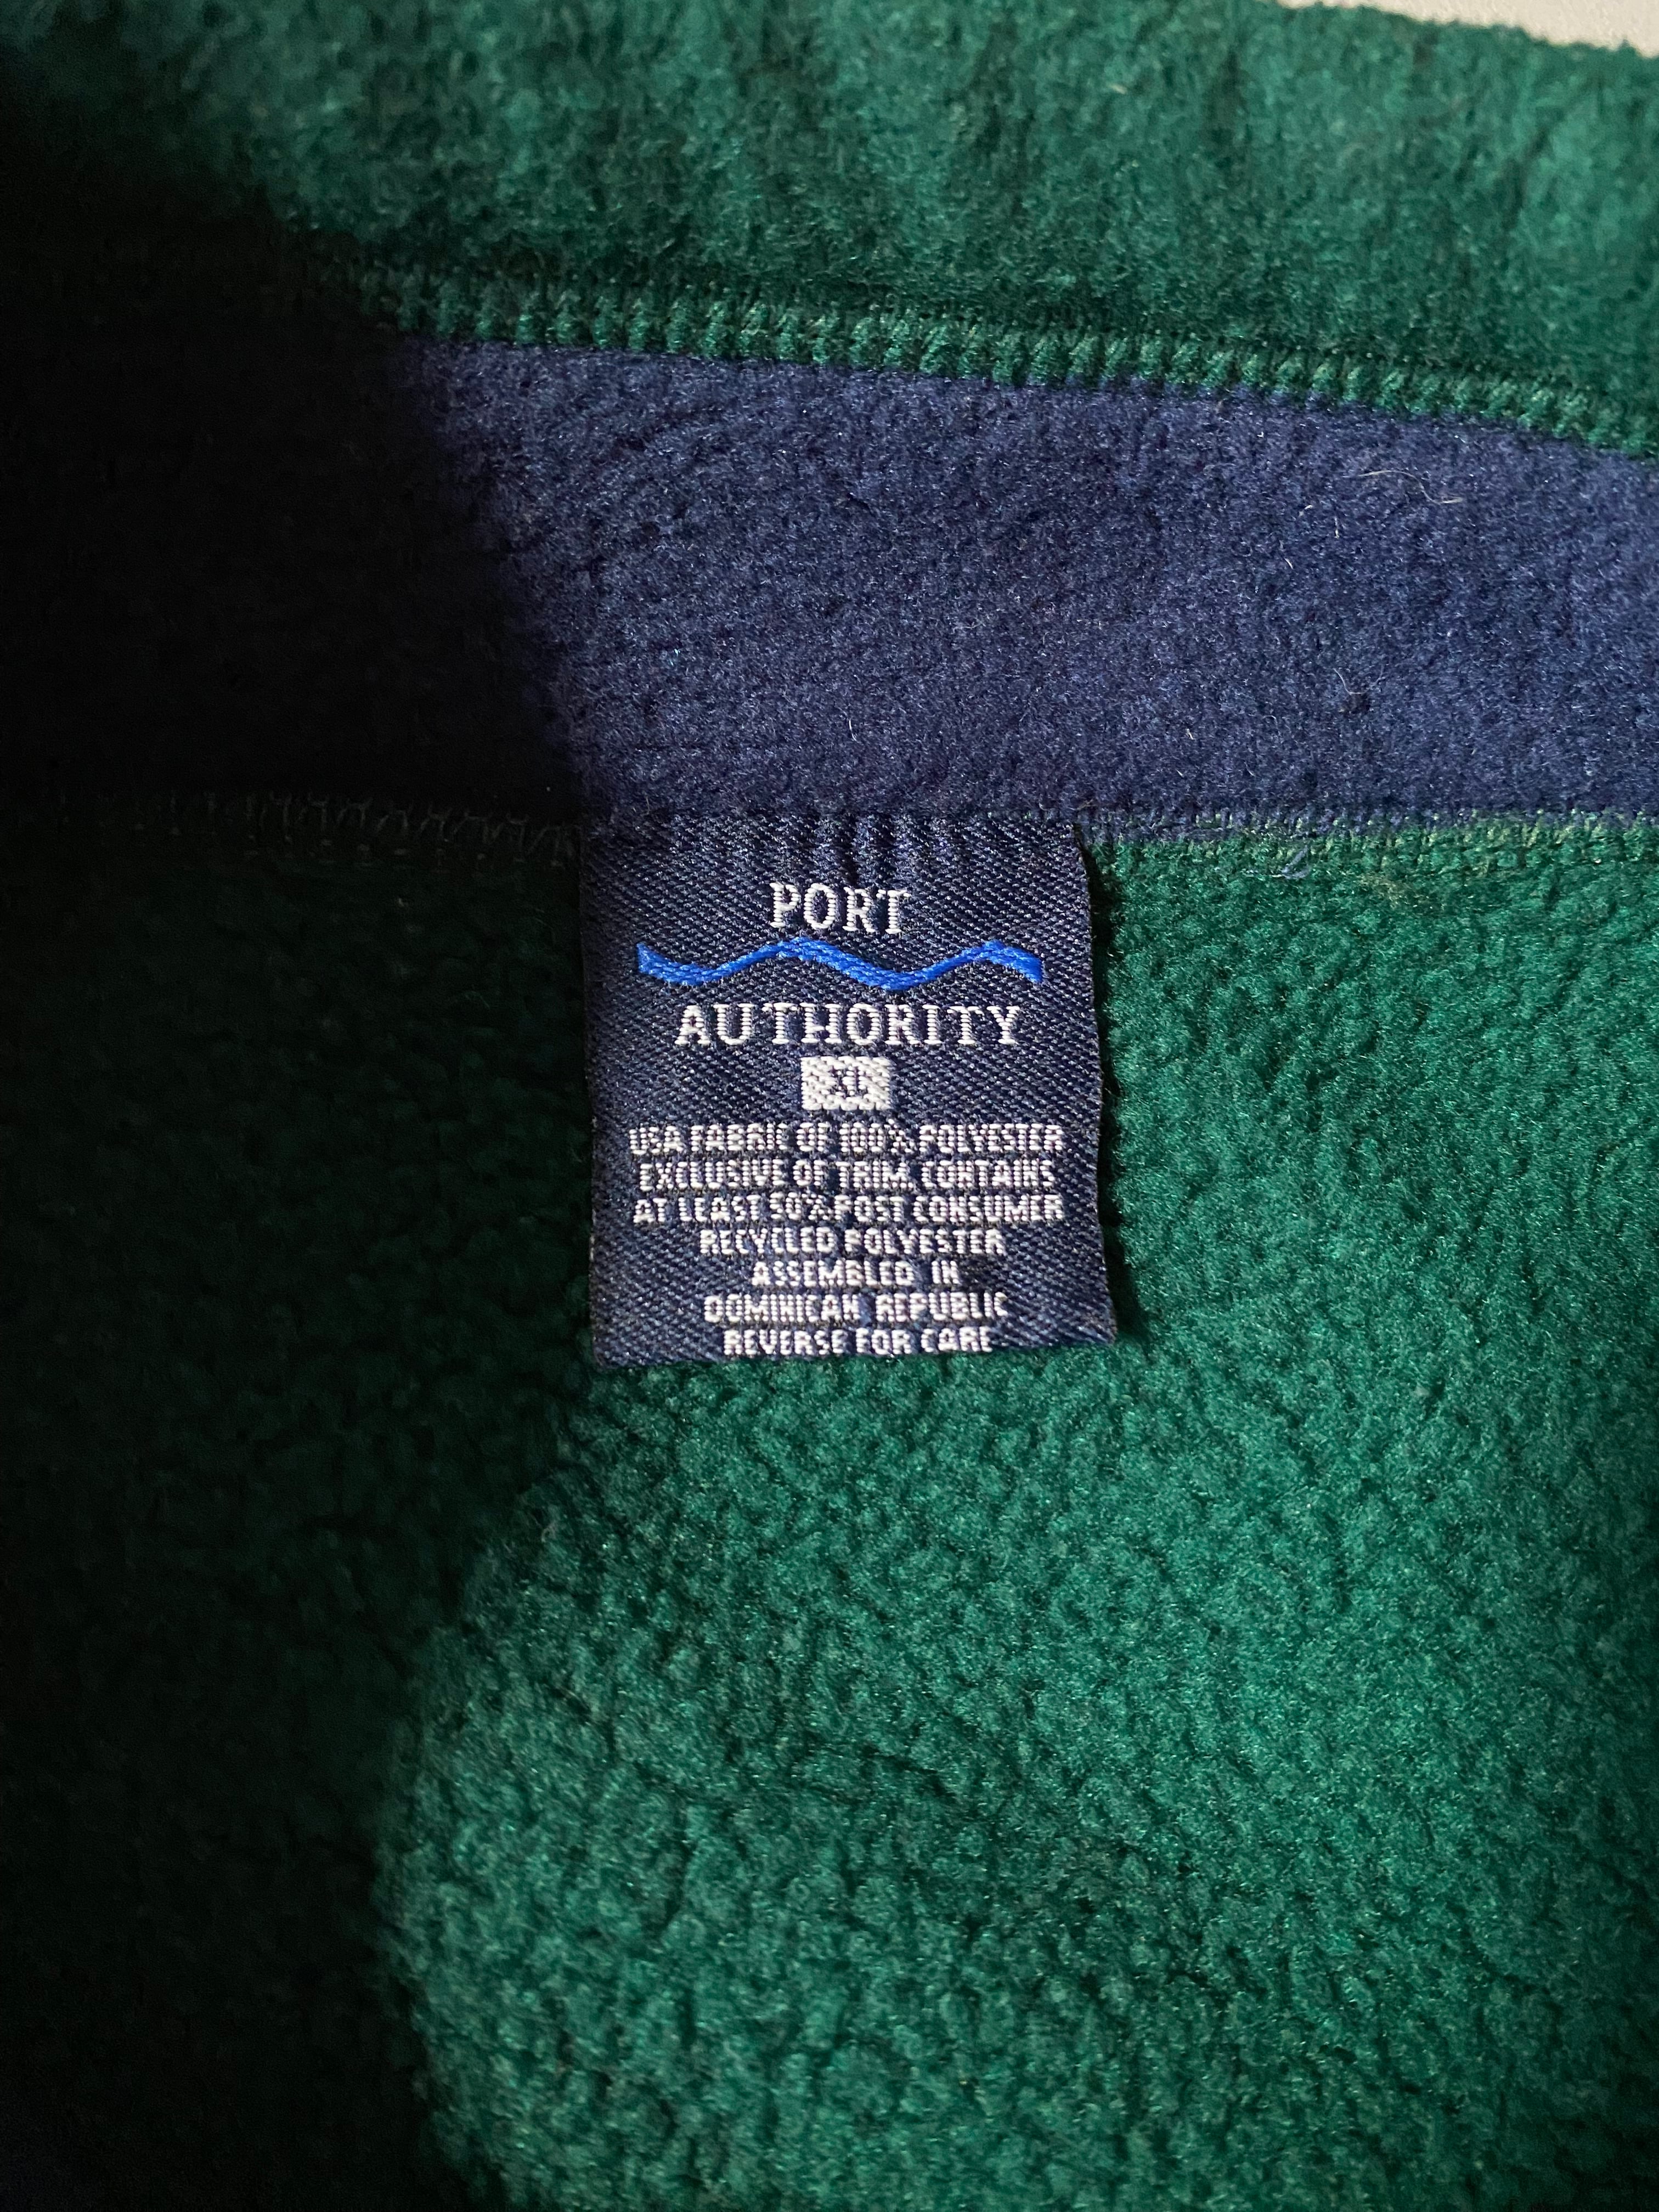 PORT
AUTHORITY
XL
USA FABRIC OF 100% POLYESTER
EXCLUSIVE OF TRIM. CONTAINS
AT LEAST 50% POST CONSUMER
RECYCLED POLYESTER
ASSEMBLED IN
DOMINICAN REPUBLIC
REVERSE FOR CARE